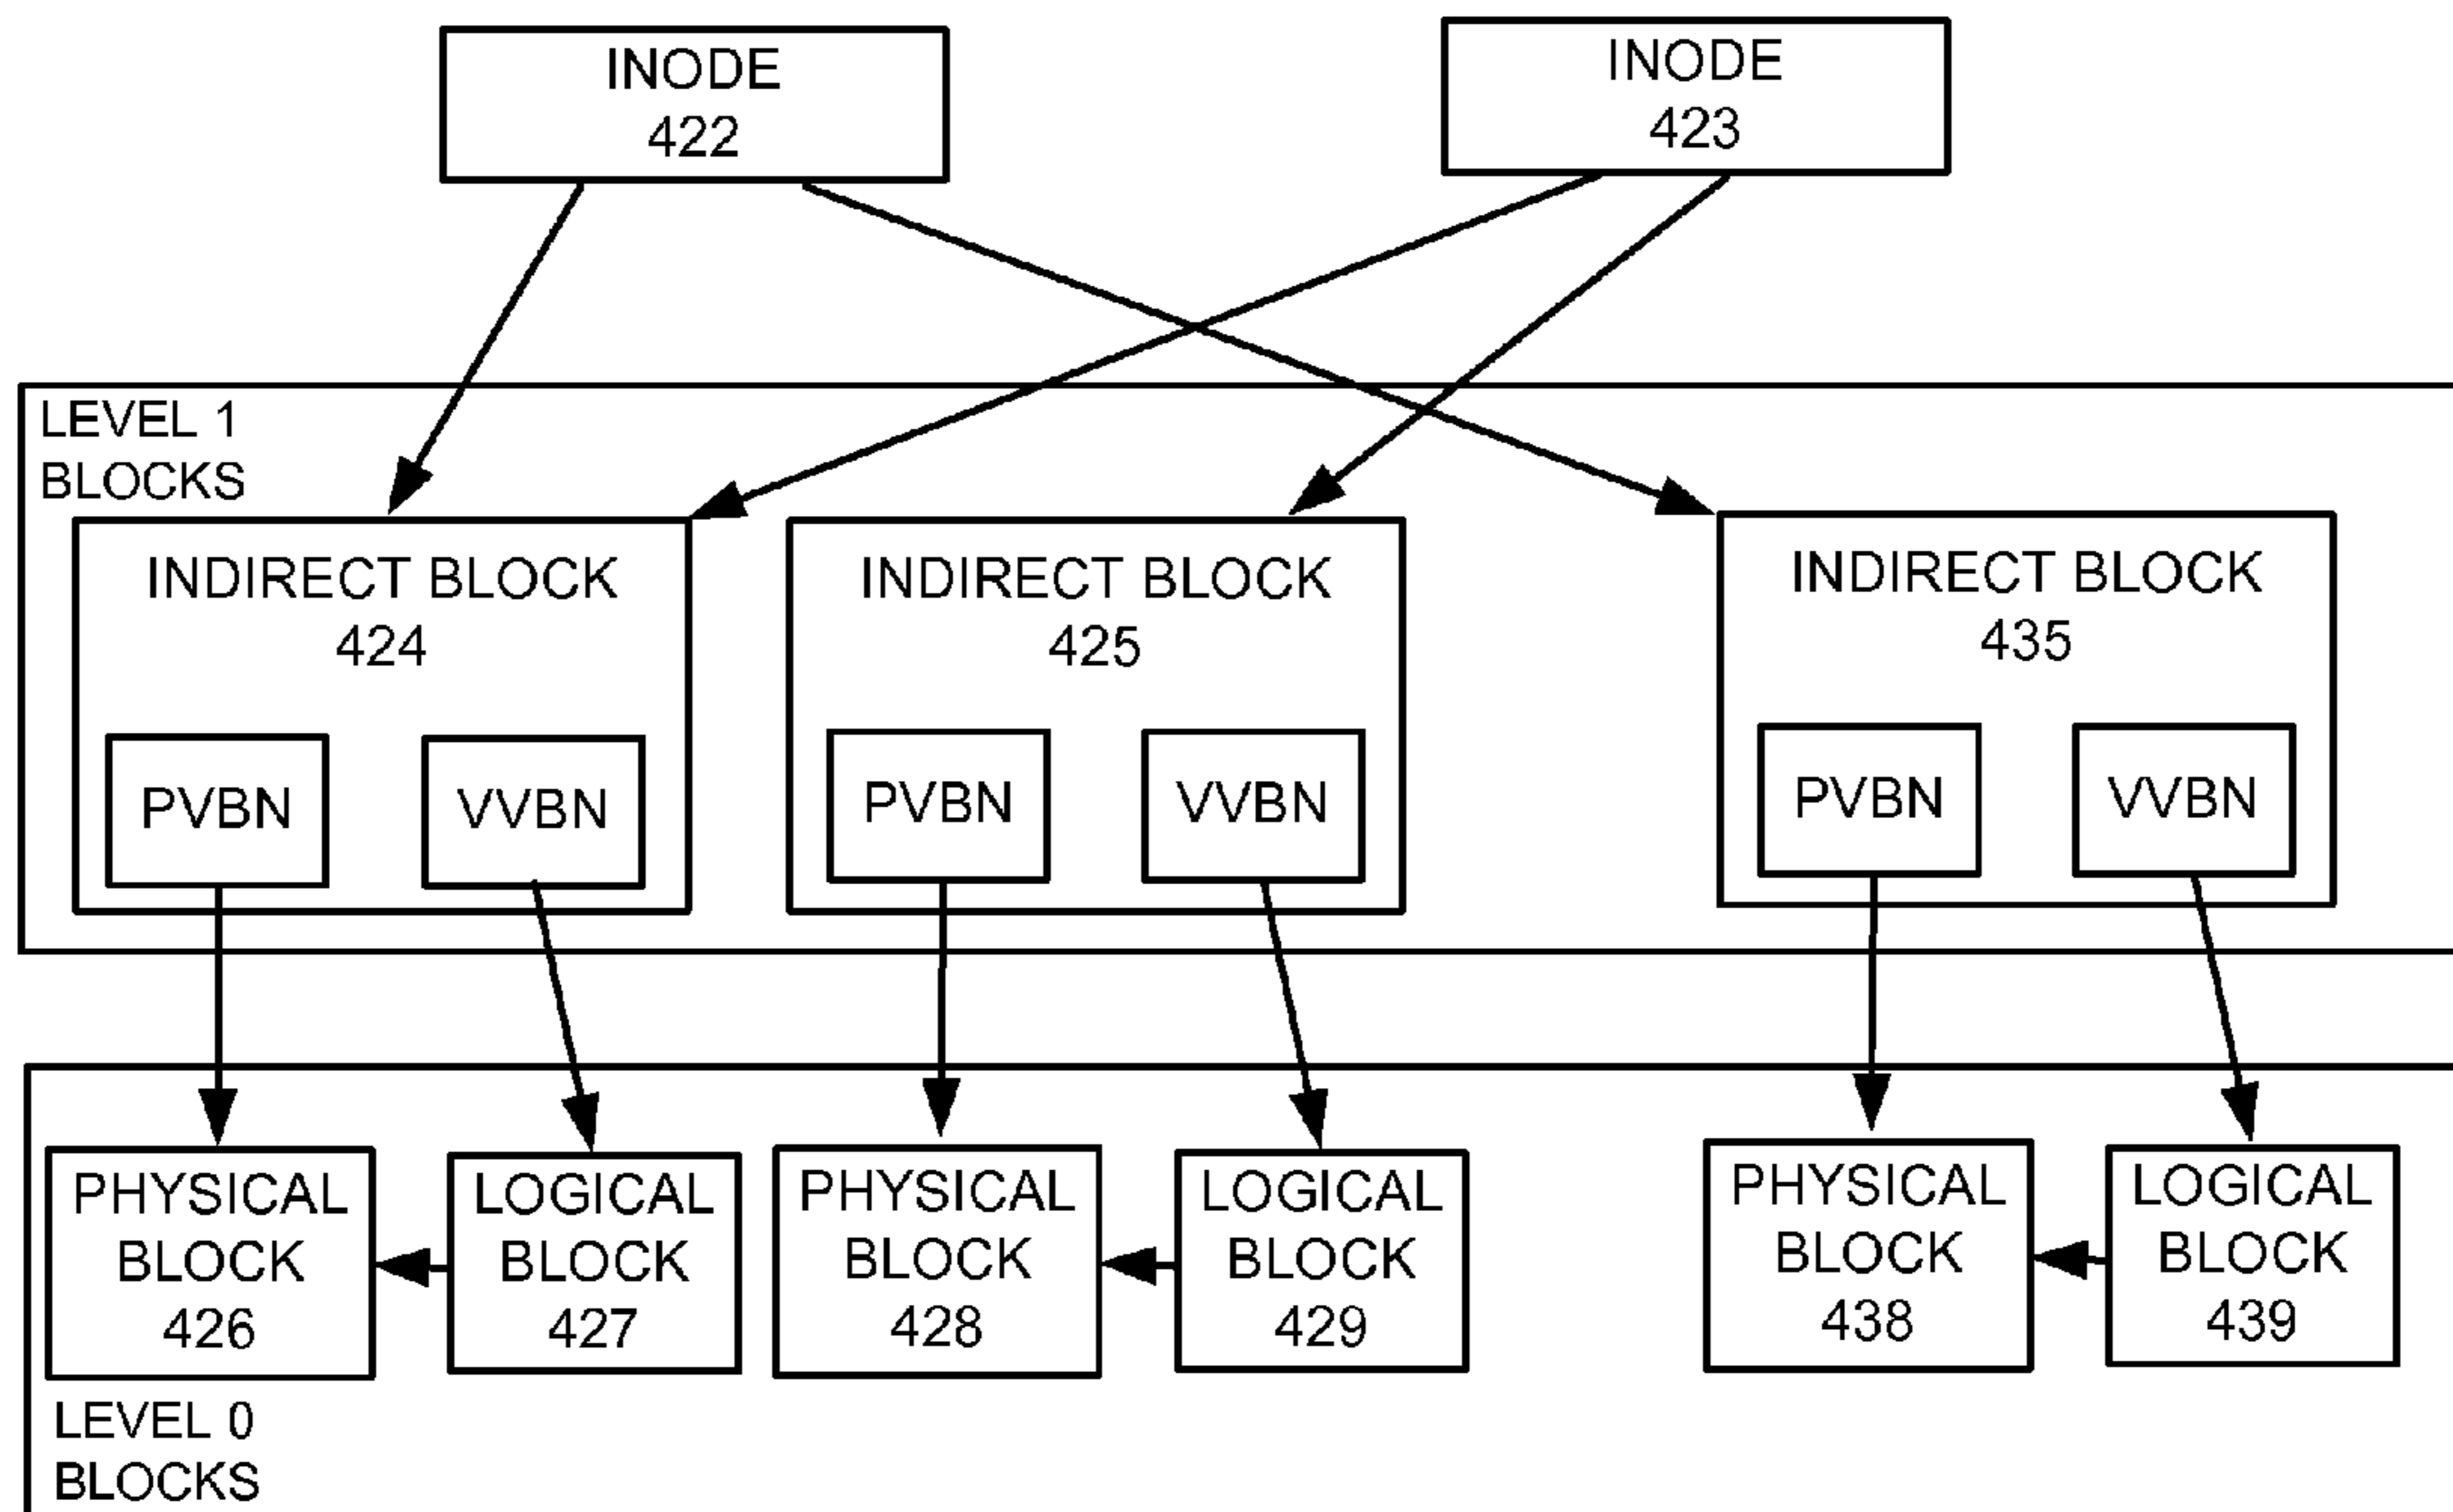 INODE
422
INODE
423
LEVEL 1
BLOCKS
INDIRECT BLOCK
424
PVBN
VVBN
INDIRECT BLOCK
425
PVBN
VVBN
INDIRECT BLOCK
435
PVBN
VVBN
PHYSICAL
BLOCK
426
LOGICAL
BLOCK
427
PHYSICAL
BLOCK
428
LOGICAL
BLOCK
429
PHYSICAL
BLOCK
438
LOGICAL
BLOCK
439
LEVEL 0
BLOCKS